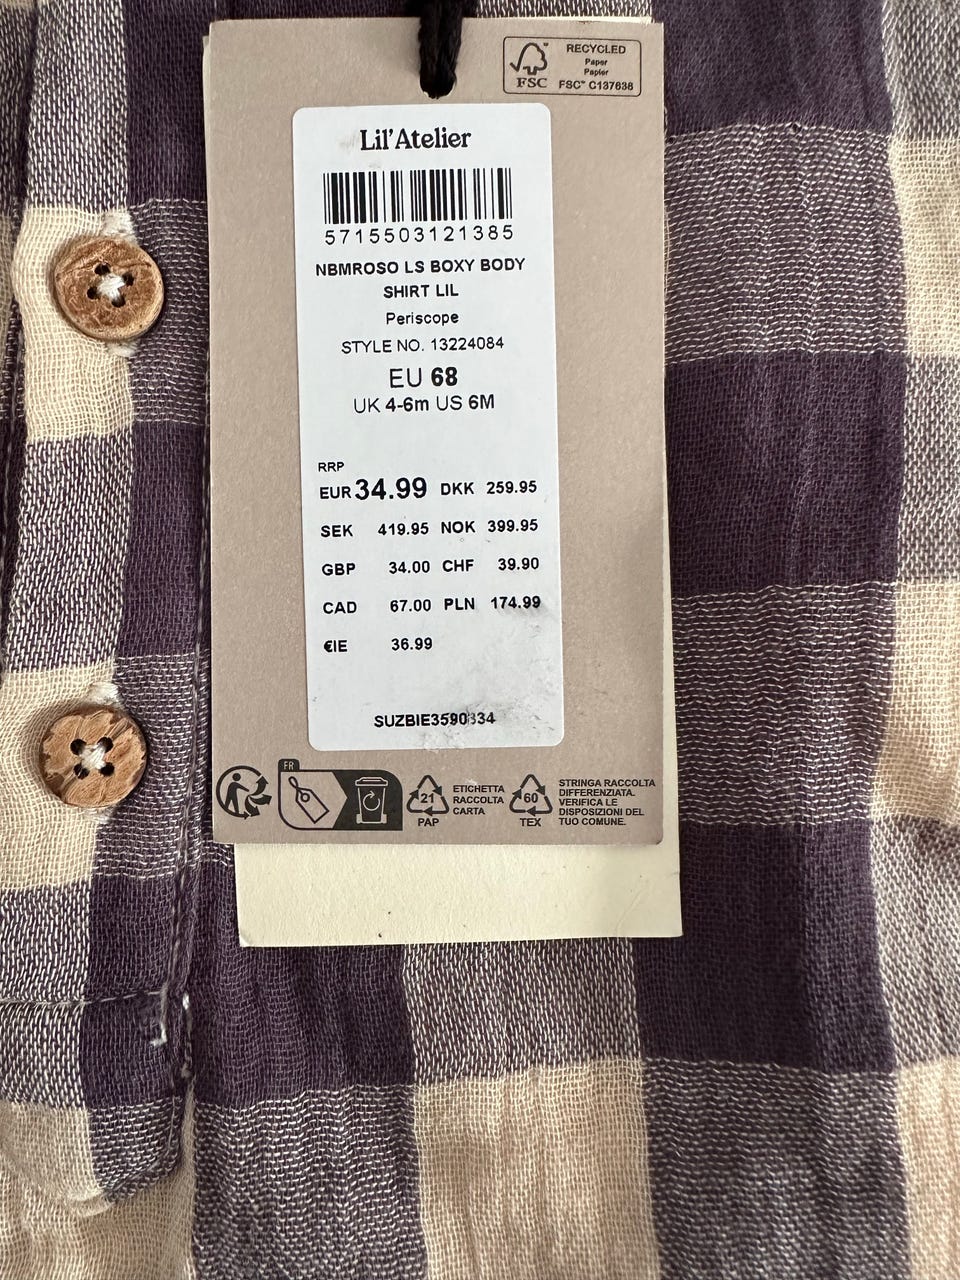 RECYCLED
Paper
Papier
FSC
FSC® C137838
Lil'Atelier
5715503121385
NBMROSO LS BOXY BODY
SHIRT LIL
Periscope
STYLE NO. 13224084
EU 68
UK 4-6m US 6M
RRP
EUR 34.99 DKK 259.95
SEK 419.95 NOK 399.95
GBP 34.00 CHF 39.90
CAD 67.00 PLN 174.99
€IE 36.99
FR
21
PAP
ETICHETTA
RACCOLTA
CARTA
60
TEX
STRINGA RACCOLTA
DIFFERENZIATA.
VERIFICA LE
DISPOSIZIONI DEL
TUO COMUNE.